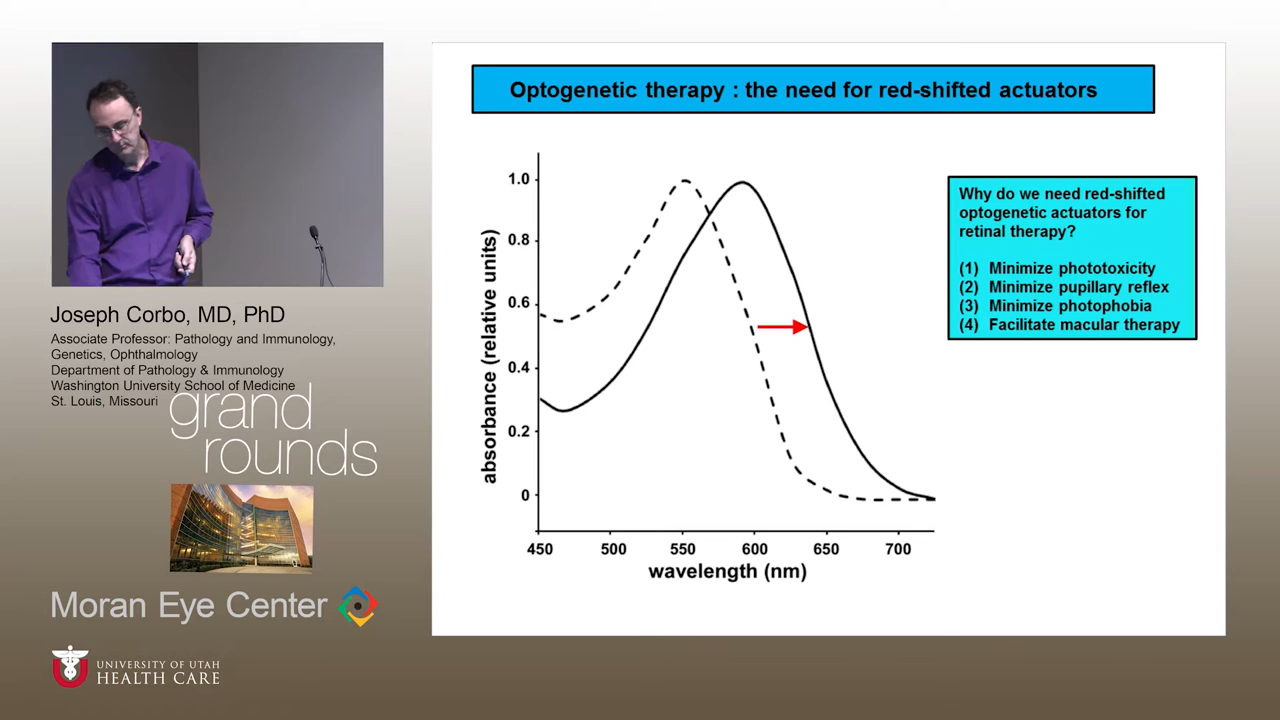 Joseph Corbo, MD, PhD
Associate Professor: Pathology and Immunology,
Genetics, Ophthalmology
Department of Pathology & Immunology
Washington University School of Medicine
St. Louis, Missouri
grand
rounds
Moran Eye Center
UNIVERSITY OF UTAH
HEALTH CARE
U
Optogenetic therapy : the need for red-shifted actuators
absorbance (relative units)
1.0
0.8
0.6
0.4
0.2
0
450 500 550 600 650 700
wavelength (nm)
Why do we need red-shifted
optogenetic actuators for
retinal therapy?
(1) Minimize phototoxicity
(2) Minimize pupillary reflex
(3) Minimize photophobia
(4) Facilitate macular therapy